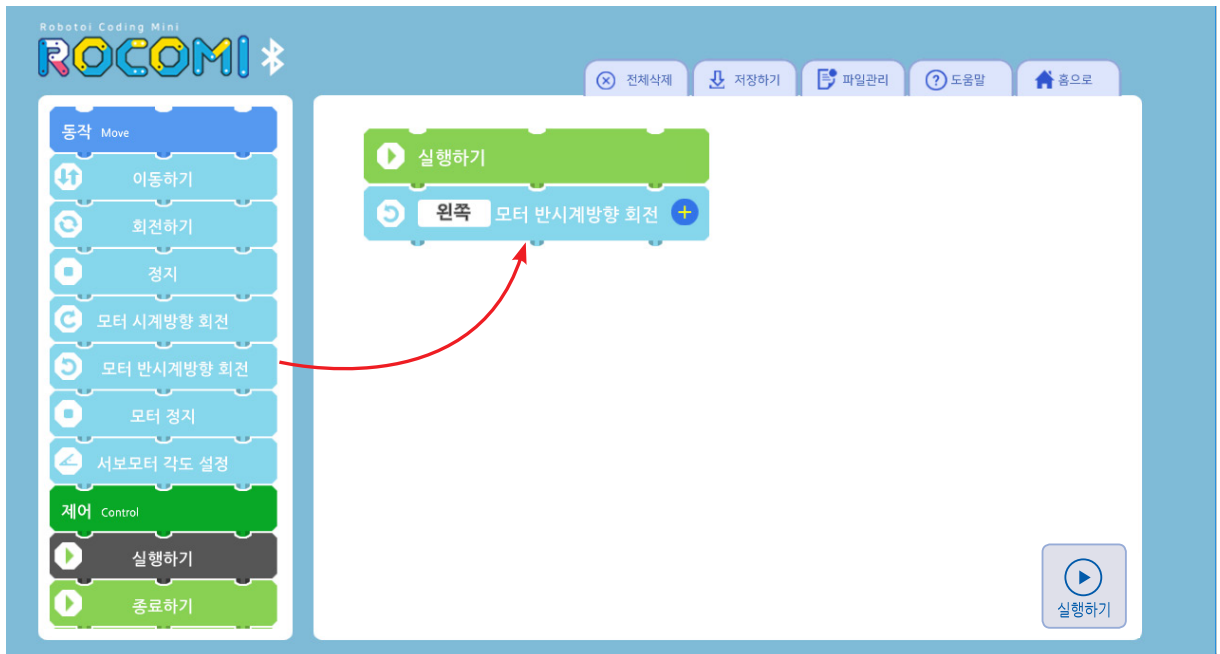 Robotoi Coding Mini
ROCOMI
전체삭제
저장하기
파일관리
도움말
홈으로
동작 Move
이동하기
회전하기
정지
모터 시계방향 회전
모터 반시계방향 회전
모터 정지
서보모터 각도 설정
제어 Control
실행하기
종료하기
실행하기
왼쪽 모터 반시계방향 회전
실행하기